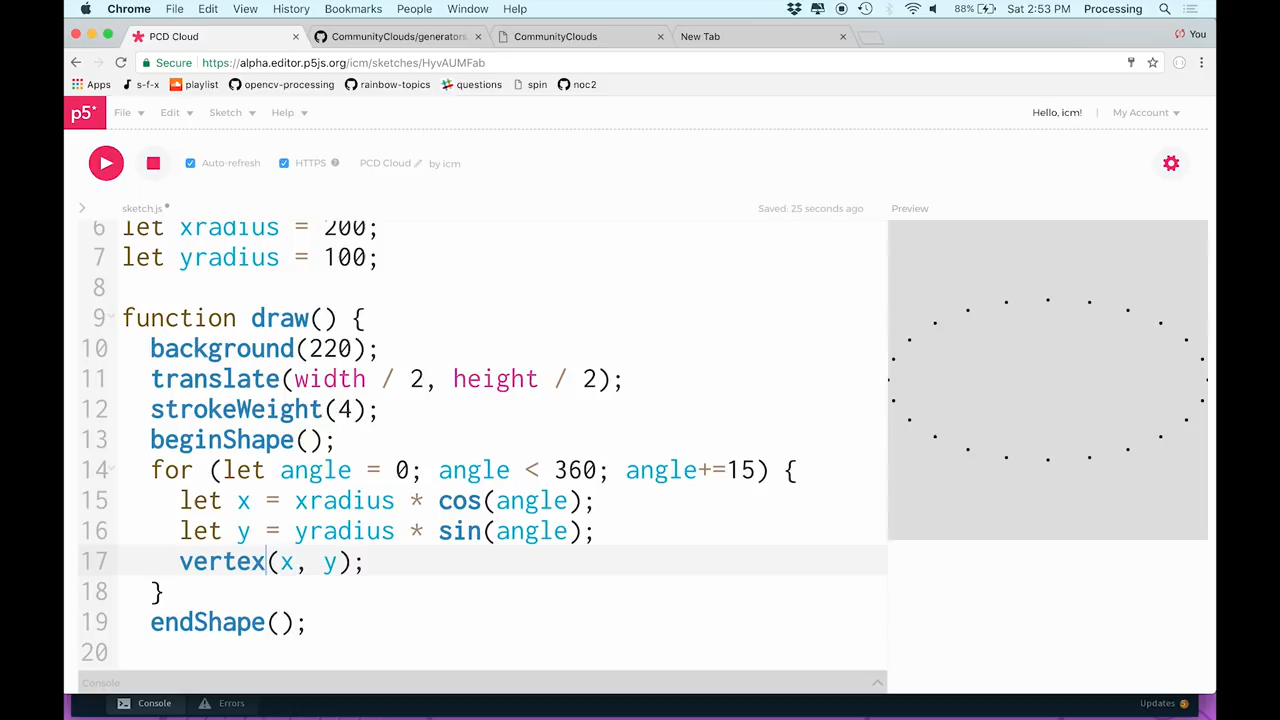 Chrome File Edit View History Bookmarks People Window Help 88% Sat 2:53 PM Processing
PCD Cloud CommunityClouds/generators CommunityClouds New Tab You
Secure https://alpha.editor.p5js.org/icm/sketches/HyvAUMFab
Apps s-f-x playlist opencv-processing rainbow-topics questions spin noc2
p5* File Edit Sketch Help Hello, icm! | My Account
Auto-refresh HTTPS PCD Cloud by icm
sketch.js Saved: 25 seconds ago Preview
6 let xradius = 200;
7 let yradius = 100;
8
9 function draw() {
10 background(220);
11 translate(width / 2, height / 2);
12 strokeWeight(4);
13 beginShape();
14 for (let angle = 0; angle < 360; angle+=15) {
15 let x = xradius * cos(angle);
16 let y = yradius * sin(angle);
17 vertex(x, y);
18 }
19 endShape();
20
Console
Console Errors Updates